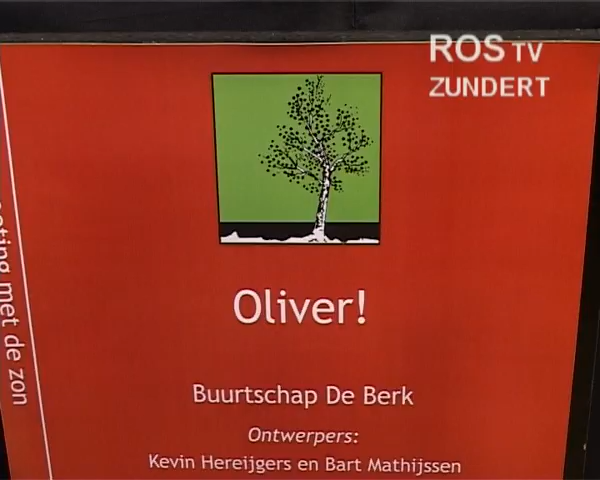 ROS TV
ZUNDERT
Oliver!
Buurtschap De Berk
Ontwerpers:
Kevin Hereijgers en Bart Mathijssen
met de zon